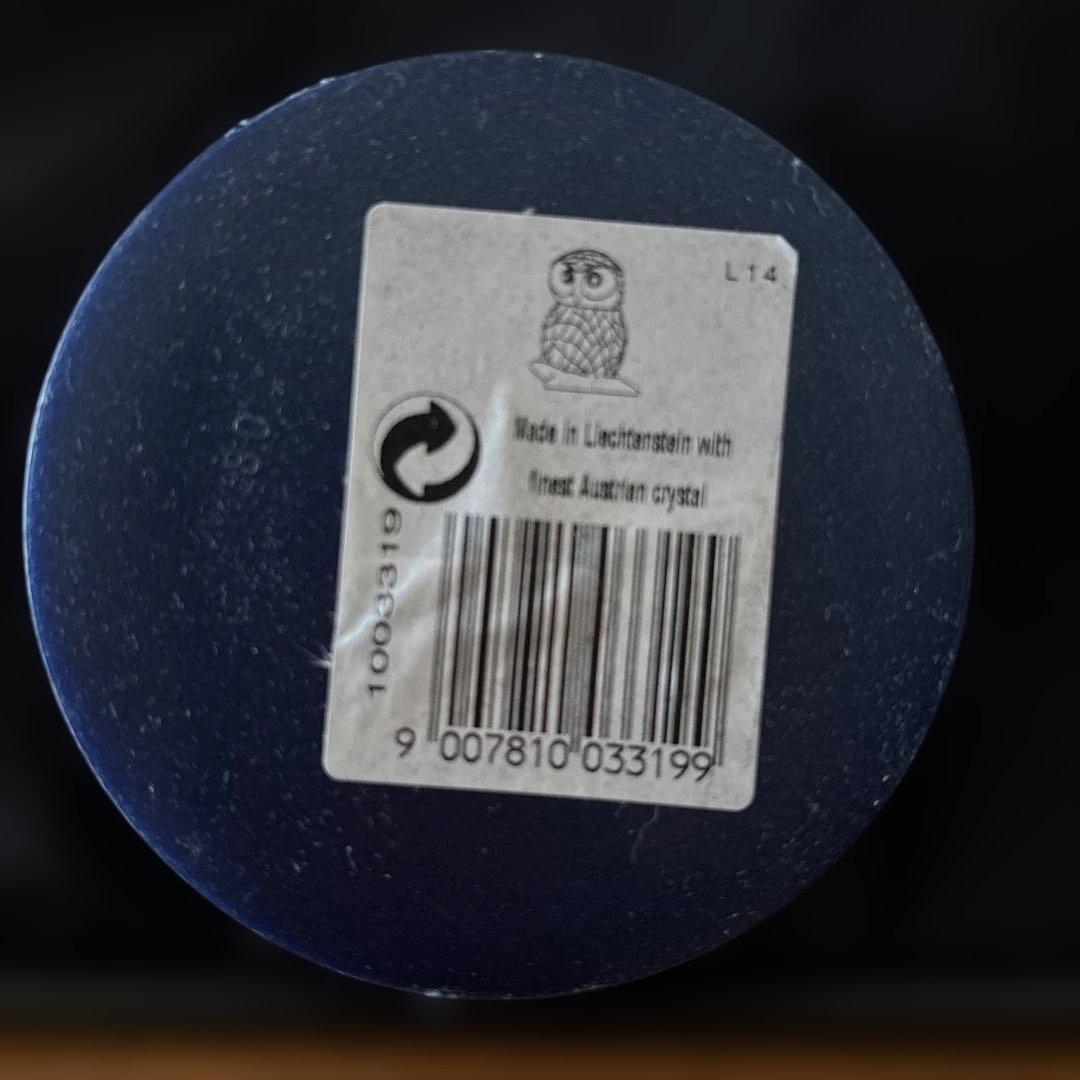 L14
Made in Liechtenstein with
finest Austrian crystal
1003319
9 007810 033199